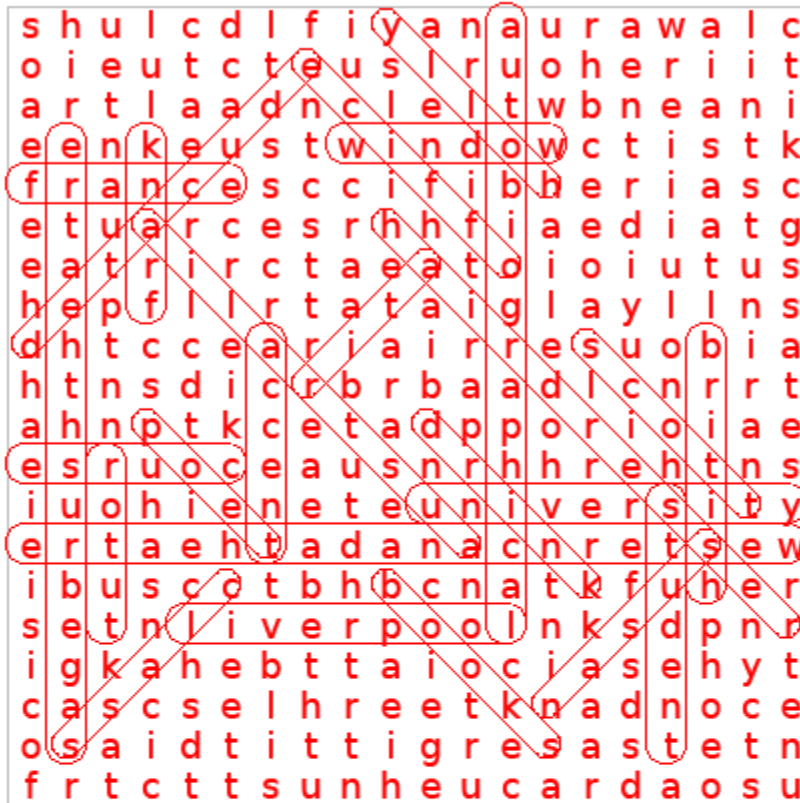 s h u l c d l f i y a n a u r a w a l c
o i e u t c t e u s l r u o h e r i i t
a r t l a a d n c l e l t w b n e a n i
e e n k e u s t w i n d o w c t i s t k
f r a n c e s c c i f i b h e r i a s c
e t u a r c e s r h h f i a e d i a t g
e a t r i r c t a e a t o i o i u t u s
h e p f l l r t a t a i g l a y l l n s
d h t c c e a r i a i r r e s u o b i a
h t n s d i c r b r b a a d l c n r r t
a h n p t k c e t a d p p o r i o i a e
e s r u o c e a u s n r h h r e h t n s
i u o h i e n e t e u n i v e r s i t y
e r t a e h t a d a n a c n r e t s e w
i b u s c c t b h b c n a t k f u h e r
s e t n l i v e r p o o l n k s d p n r
i g k a h e b t t a i o c i a s e h y t
c a s c s e l h r e e t k n a d n o c e
o s a i d t i t t i g r e s a s t e t n
f r t c t t s u n h e u c a r d a o s u